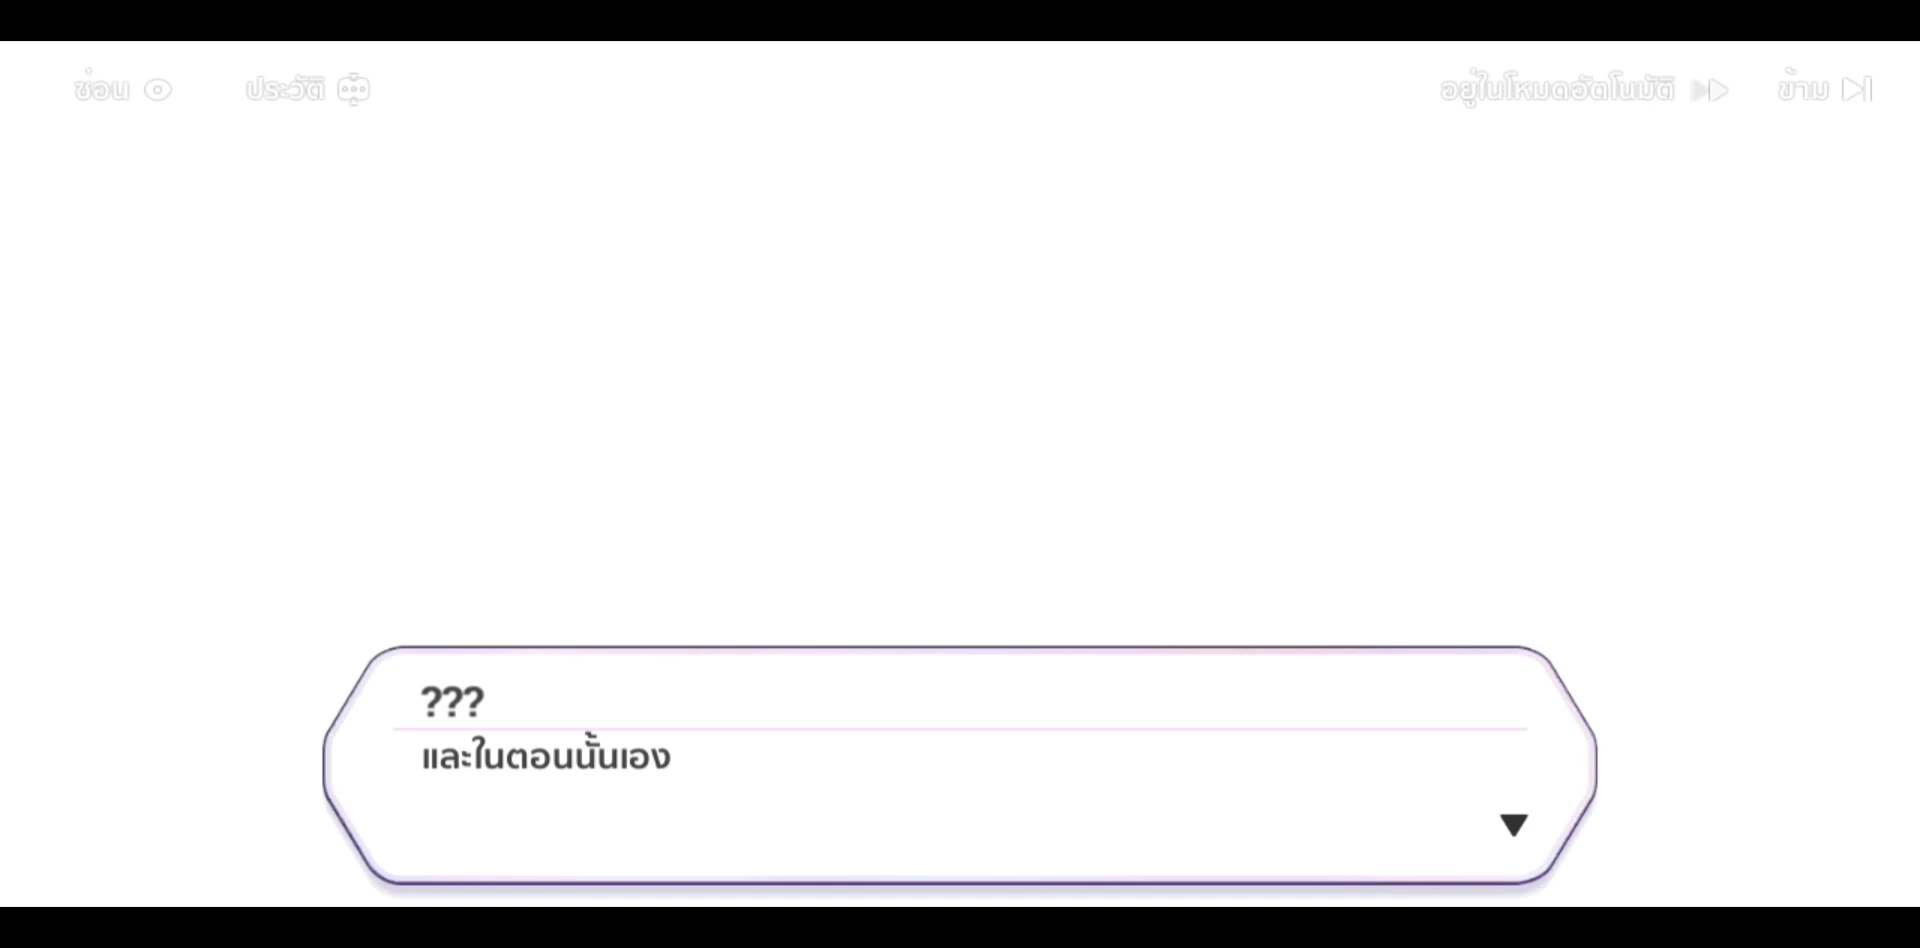 ซ่อน ประวัติ อยู่ในโหมดอัตโนมัติ ข้าม
???
และในตอนนั้นเอง